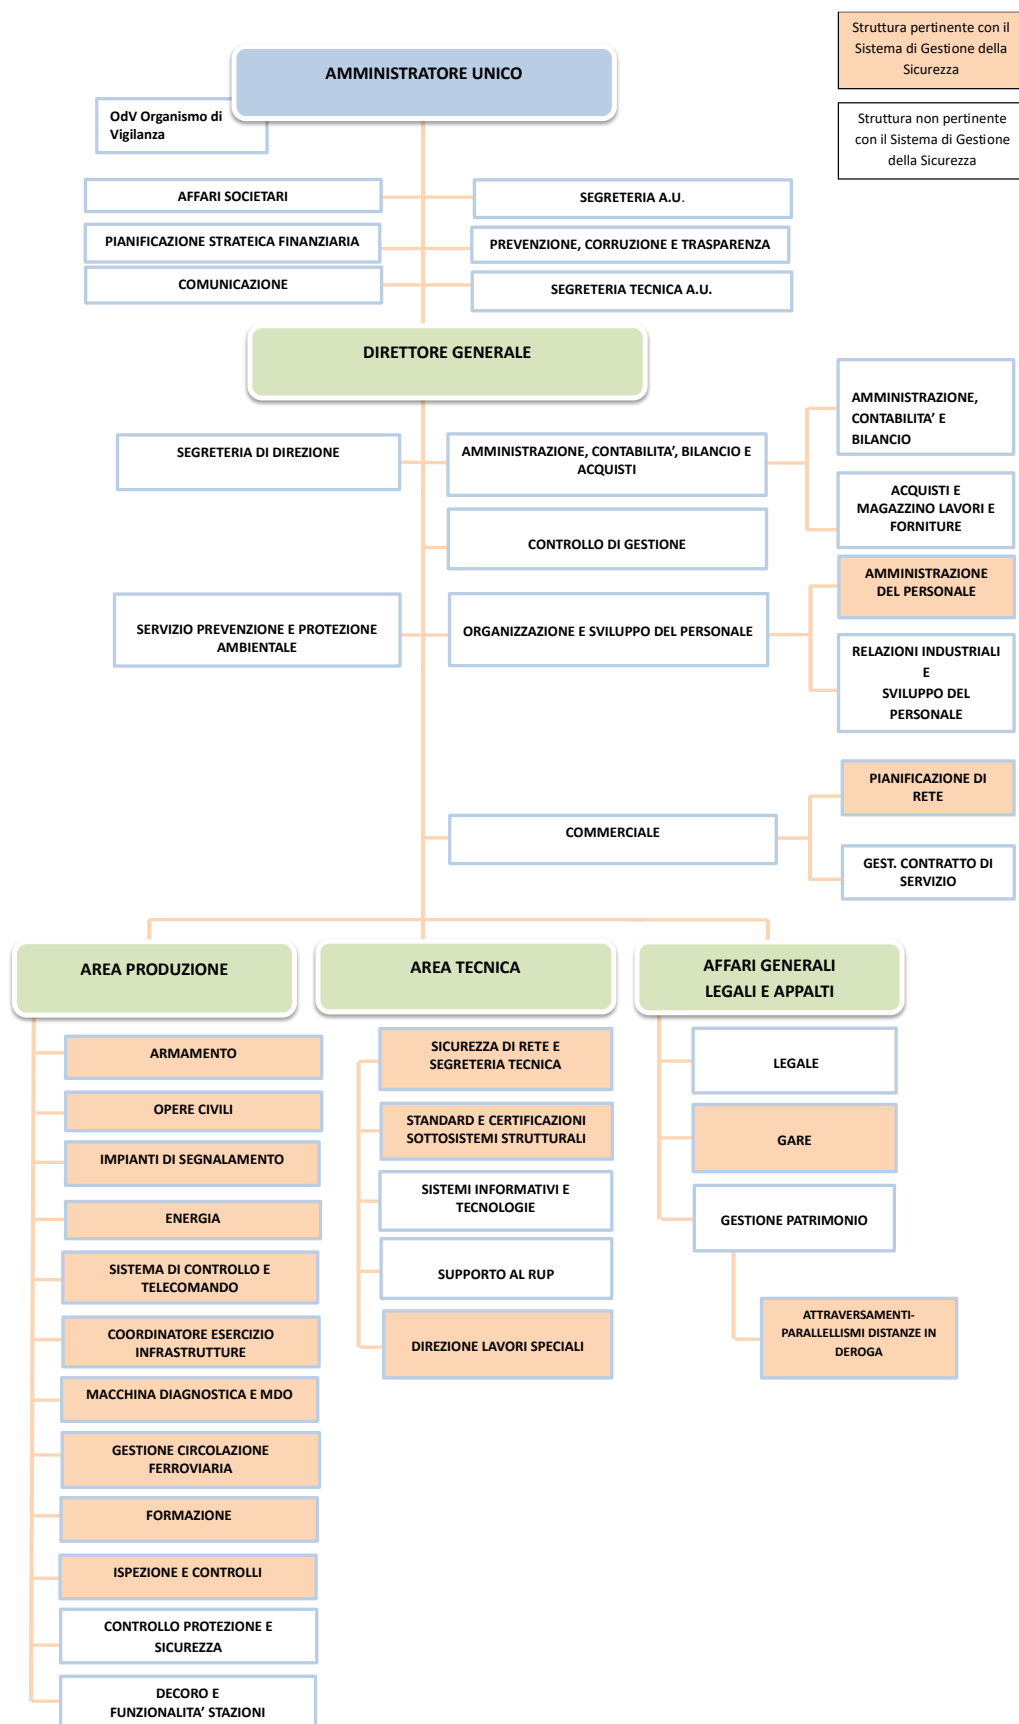 Struttura pertinente con il
Sistema di Gestione della
Sicurezza
AMMINISTRATORE UNICO
OdV Organismo di
Vigilanza
Struttura non pertinente
con il Sistema di Gestione
della Sicurezza
AFFARI SOCIETARI
SEGRETERIA A.U.
PIANIFICAZIONE STRATEICA FINANZIARIA
PREVENZIONE, CORRUZIONE E TRASPARENZA
COMUNICAZIONE
SEGRETERIA TECNICA A.U.
DIRETTORE GENERALE
SEGRETERIA DI DIREZIONE
AMMINISTRAZIONE, CONTABILITA’, BILANCIO E
ACQUISTI
AMMINISTRAZIONE,
CONTABILITA’ E
BILANCIO
ACQUISTI E
MAGAZZINO LAVORI E
FORNITURE
CONTROLLO DI GESTIONE
SERVIZIO PREVENZIONE E PROTEZIONE
AMBIENTALE
ORGANIZZAZIONE E SVILUPPO DEL PERSONALE
AMMINISTRAZIONE
DEL PERSONALE
RELAZIONI INDUSTRIALI
E
SVILUPPO DEL
PERSONALE
COMMERCIALE
PIANIFICAZIONE DI
RETE
GEST. CONTRATTO DI
SERVIZIO
AREA PRODUZIONE
ARMAMENTO
OPERE CIVILI
IMPIANTI DI SEGNALAMENTO
ENERGIA
SISTEMA DI CONTROLLO E
TELECOMANDO
COORDINATORE ESERCIZIO
INFRASTRUTTURE
MACCHINA DIAGNOSTICA E MDO
GESTIONE CIRCOLAZIONE
FERROVIARIA
FORMAZIONE
ISPEZIONE E CONTROLLI
CONTROLLO PROTEZIONE E
SICUREZZA
DECORO E
FUNZIONALITA’ STAZIONI
AREA TECNICA
SICUREZZA DI RETE E
SEGRETERIA TECNICA
STANDARD E CERTIFICAZIONI
SOTTOSISTEMI STRUTTURALI
SISTEMI INFORMATIVI E
TECNOLOGIE
SUPPORTO AL RUP
DIREZIONE LAVORI SPECIALI
AFFARI GENERALI
LEGALI E APPALTI
LEGALE
GARE
GESTIONE PATRIMONIO
ATTRAVERSAMENTI-
PARALLELLISMI DISTANZE IN
DEROGA